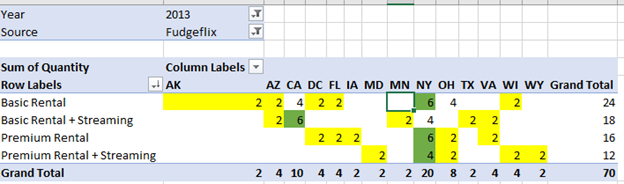 Year 2013
Source Fudgeflix
Sum of Quantity Column Labels
Row Labels AK AZ CA DC FL IA MD MN NY OH TX VA WI WY Grand Total
Basic Rental 2 2 4 2 2 6 4 2 24
Basic Rental + Streaming 2 6 2 4 2 2 18
Premium Rental 2 2 2 6 2 2 16
Premium Rental + Streaming 2 4 2 2 2 12
Grand Total 2 4 10 4 4 2 2 2 20 8 2 4 4 2 70